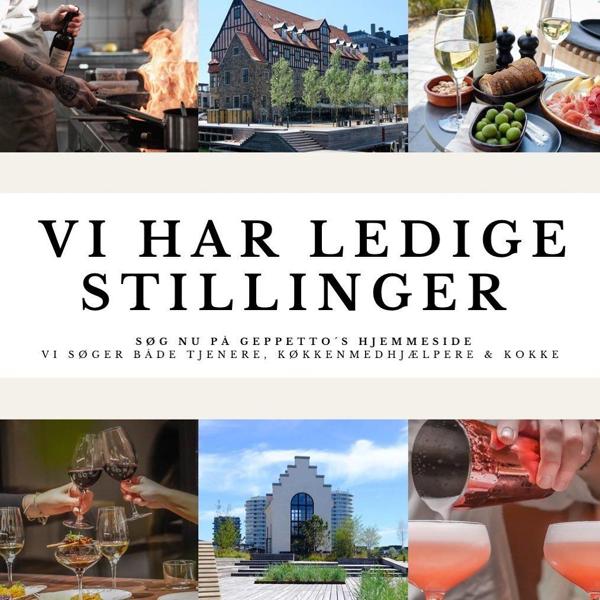 VI HAR LEDIGE
STILLINGER
SØG NU PÅ GEPPETTO´S HJEMMESIDE
VI SØGER BÅDE TJENERE, KØKKENMEDHJÆLPERE & KOKKE